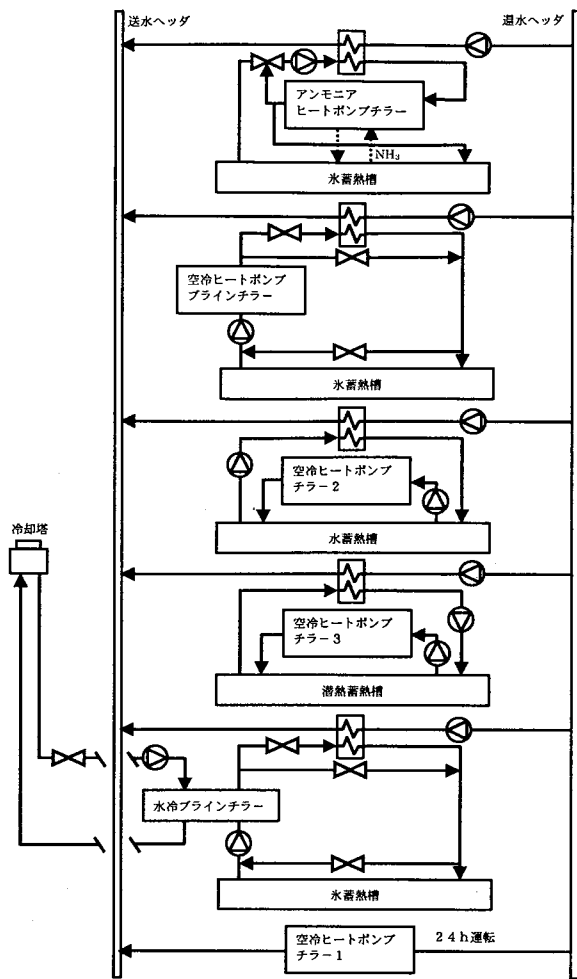 送水ヘッダ
還水ヘッダ
アンモニア
ヒートポンプチラー
NH₃
氷蓄熱槽
空冷ヒートポンプ
ブラインチラー
氷蓄熱槽
空冷ヒートポンプ
チラー2
水蓄熱槽
冷却塔
空冷ヒートポンプ
チラー3
潜熱蓄熱槽
水冷ブラインチラー
氷蓄熱槽
空冷ヒートポンプ
チラー1
24h運転